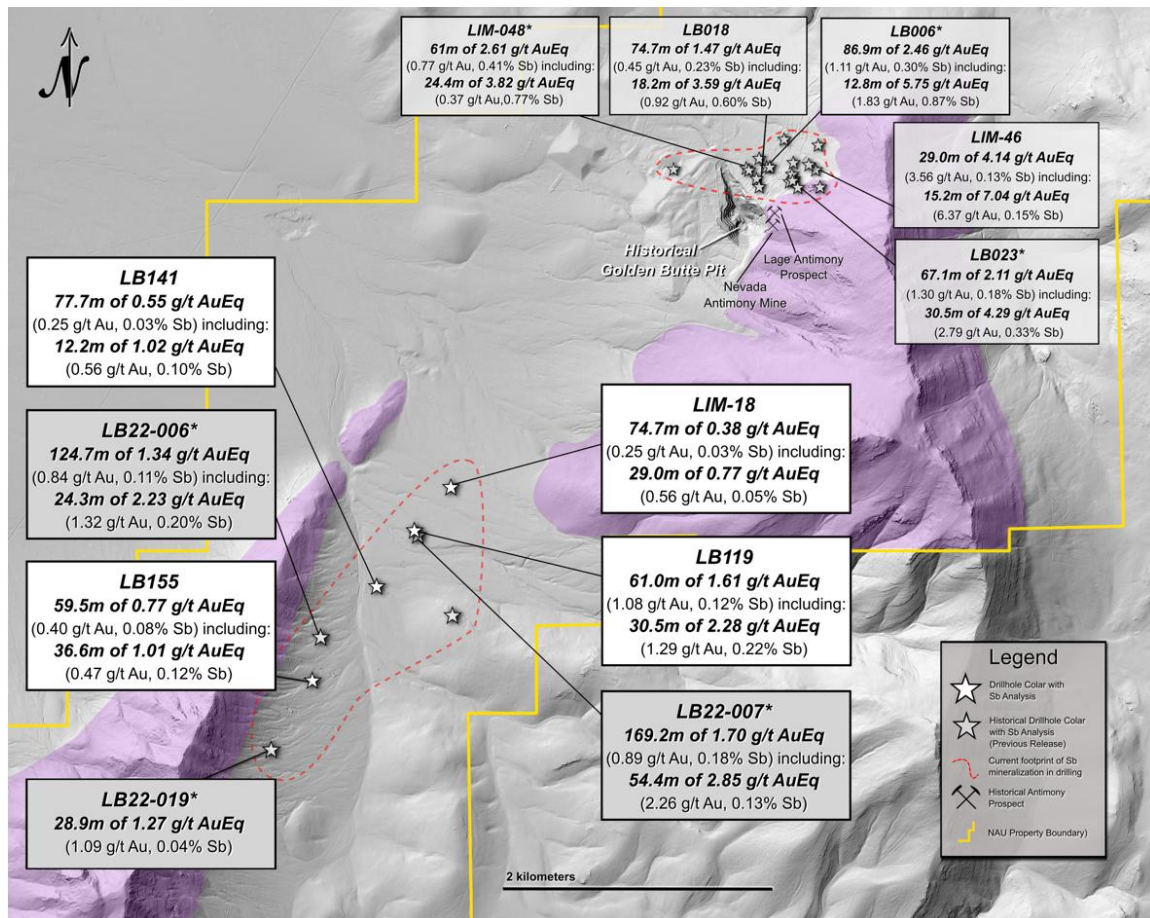 N
LIM-048*
61m of 2.61 g/t AuEq
(0.77 g/t Au, 0.41% Sb) including:
24.4m of 3.82 g/t AuEq
(0.37 g/t Au,0.77% Sb)
LB018
74.7m of 1.47 g/t AuEq
(0.45 g/t Au, 0.23% Sb) including:
18.2m of 3.59 g/t AuEq
(0.92 g/t Au, 0.60% Sb)
LB006*
86.9m of 2.46 g/t AuEq
(1.11 g/t Au, 0.30% Sb) including:
12.8m of 5.75 g/t AuEq
(1.83 g/t Au, 0.87% Sb)
LIM-46
29.0m of 4.14 g/t AuEq
(3.56 g/t Au, 0.13% Sb) including:
15.2m of 7.04 g/t AuEq
(6.37 g/t Au, 0.15% Sb)
LB023*
67.1m of 2.11 g/t AuEq
(1.30 g/t Au, 0.18% Sb) including:
30.5m of 4.29 g/t AuEq
(2.79 g/t Au, 0.33% Sb)
Historical
Golden Butte Pit
Lage Antimony
Prospect
Nevada
Antimony Mine
LB141
77.7m of 0.55 g/t AuEq
(0.25 g/t Au, 0.03% Sb) including:
12.2m of 1.02 g/t AuEq
(0.56 g/t Au, 0.10% Sb)
LB22-006*
124.7m of 1.34 g/t AuEq
(0.84 g/t Au, 0.11% Sb) including:
24.3m of 2.23 g/t AuEq
(1.32 g/t Au, 0.20% Sb)
LB155
59.5m of 0.77 g/t AuEq
(0.40 g/t Au, 0.08% Sb) including:
36.6m of 1.01 g/t AuEq
(0.47 g/t Au, 0.12% Sb)
LB22-019*
28.9m of 1.27 g/t AuEq
(1.09 g/t Au, 0.04% Sb)
LIM-18
74.7m of 0.38 g/t AuEq
(0.25 g/t Au, 0.03% Sb) including:
29.0m of 0.77 g/t AuEq
(0.56 g/t Au, 0.05% Sb)
LB119
61.0m of 1.61 g/t AuEq
(1.08 g/t Au, 0.12% Sb) including:
30.5m of 2.28 g/t AuEq
(1.29 g/t Au, 0.22% Sb)
LB22-007*
169.2m of 1.70 g/t AuEq
(0.89 g/t Au, 0.18% Sb) including:
54.4m of 2.85 g/t AuEq
(2.26 g/t Au, 0.13% Sb)
2 kilometers
Legend
Drillhole Colar with
Sb Analysis
Historical Drillhole Colar
with Sb Analysis
(Previous Release)
Current footprint of Sb
mineralization in drilling
Historical Antimony
Prospect
NAU Property Boundary)